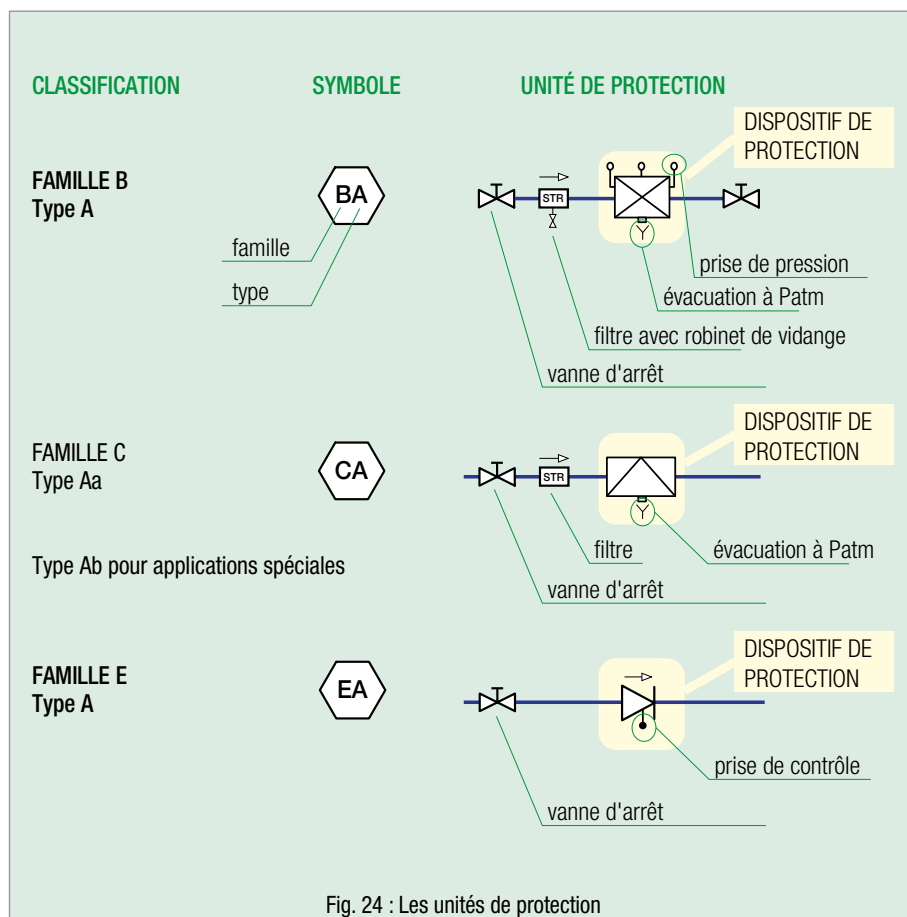 CLASSIFICATION SYMBOLE UNITÉ DE PROTECTION
DISPOSITIF DE
PROTECTION
FAMILLE B
Type A
BA
STR
famille
type
prise de pression
évacuation à Patm
filtre avec robinet de vidange
vanne d'arrêt
DISPOSITIF DE
PROTECTION
FAMILLE C
Type Aa
CA
STR
filtre
évacuation à Patm
Type Ab pour applications spéciales
vanne d'arrêt
DISPOSITIF DE
PROTECTION
FAMILLE E
Type A
EA
prise de contrôle
vanne d'arrêt
Fig. 24 : Les unités de protection